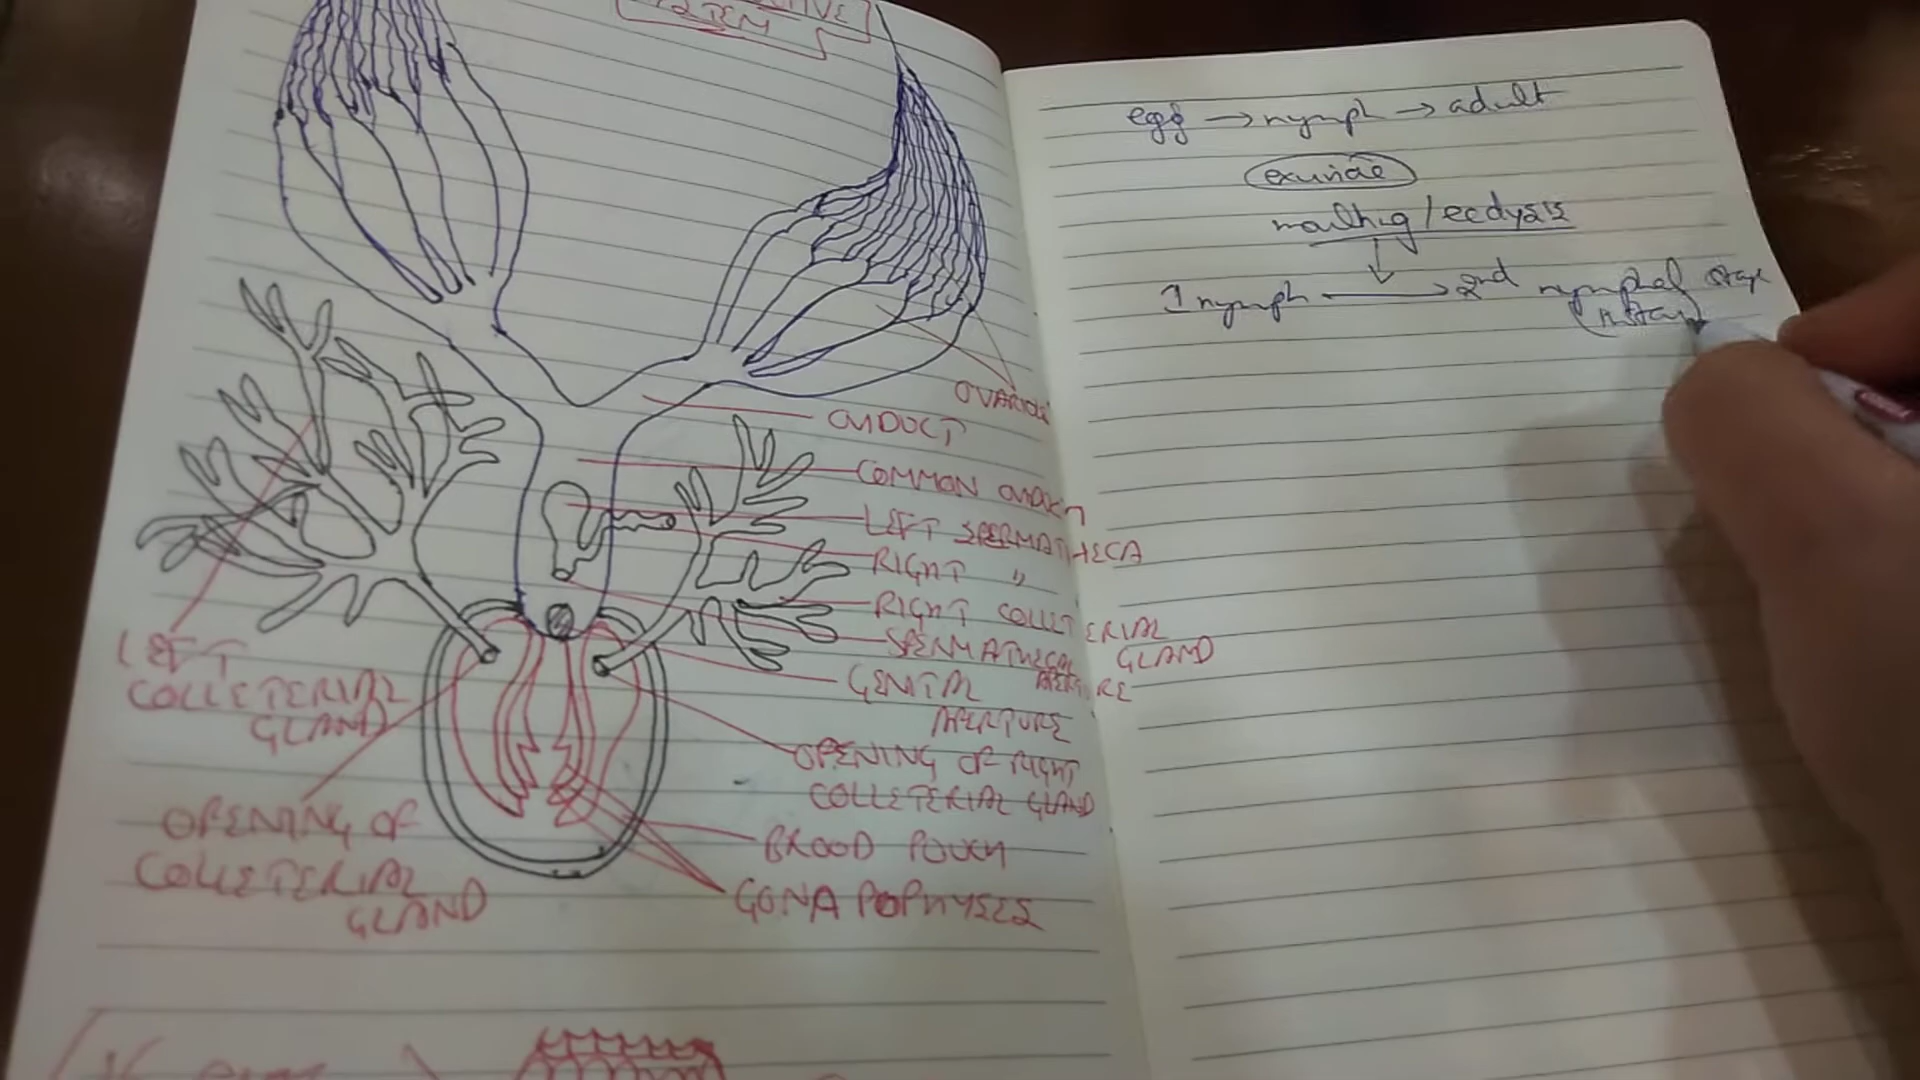 STEM
OVARIOLE
OVIDUCT
COMMON OVIDUCT
LEFT SPERMATHECA
RIGHT "
RIGHT COLLETERIAL
GLAND
SPERMATHECAL
APERTURE
GENITAL
APERTURE
OPENING OF RIGHT
COLLETERIAL GLAND
BROOD POUCH
GONAPOPHYSES
LEFT
COLLETERIAL
GLAND
OPENING OF
COLLETERIAL
GLAND
egg → nymph → adult
exuviae
moulting / ecdysis
↓
1 nymph → 2nd nymphal stage
instar